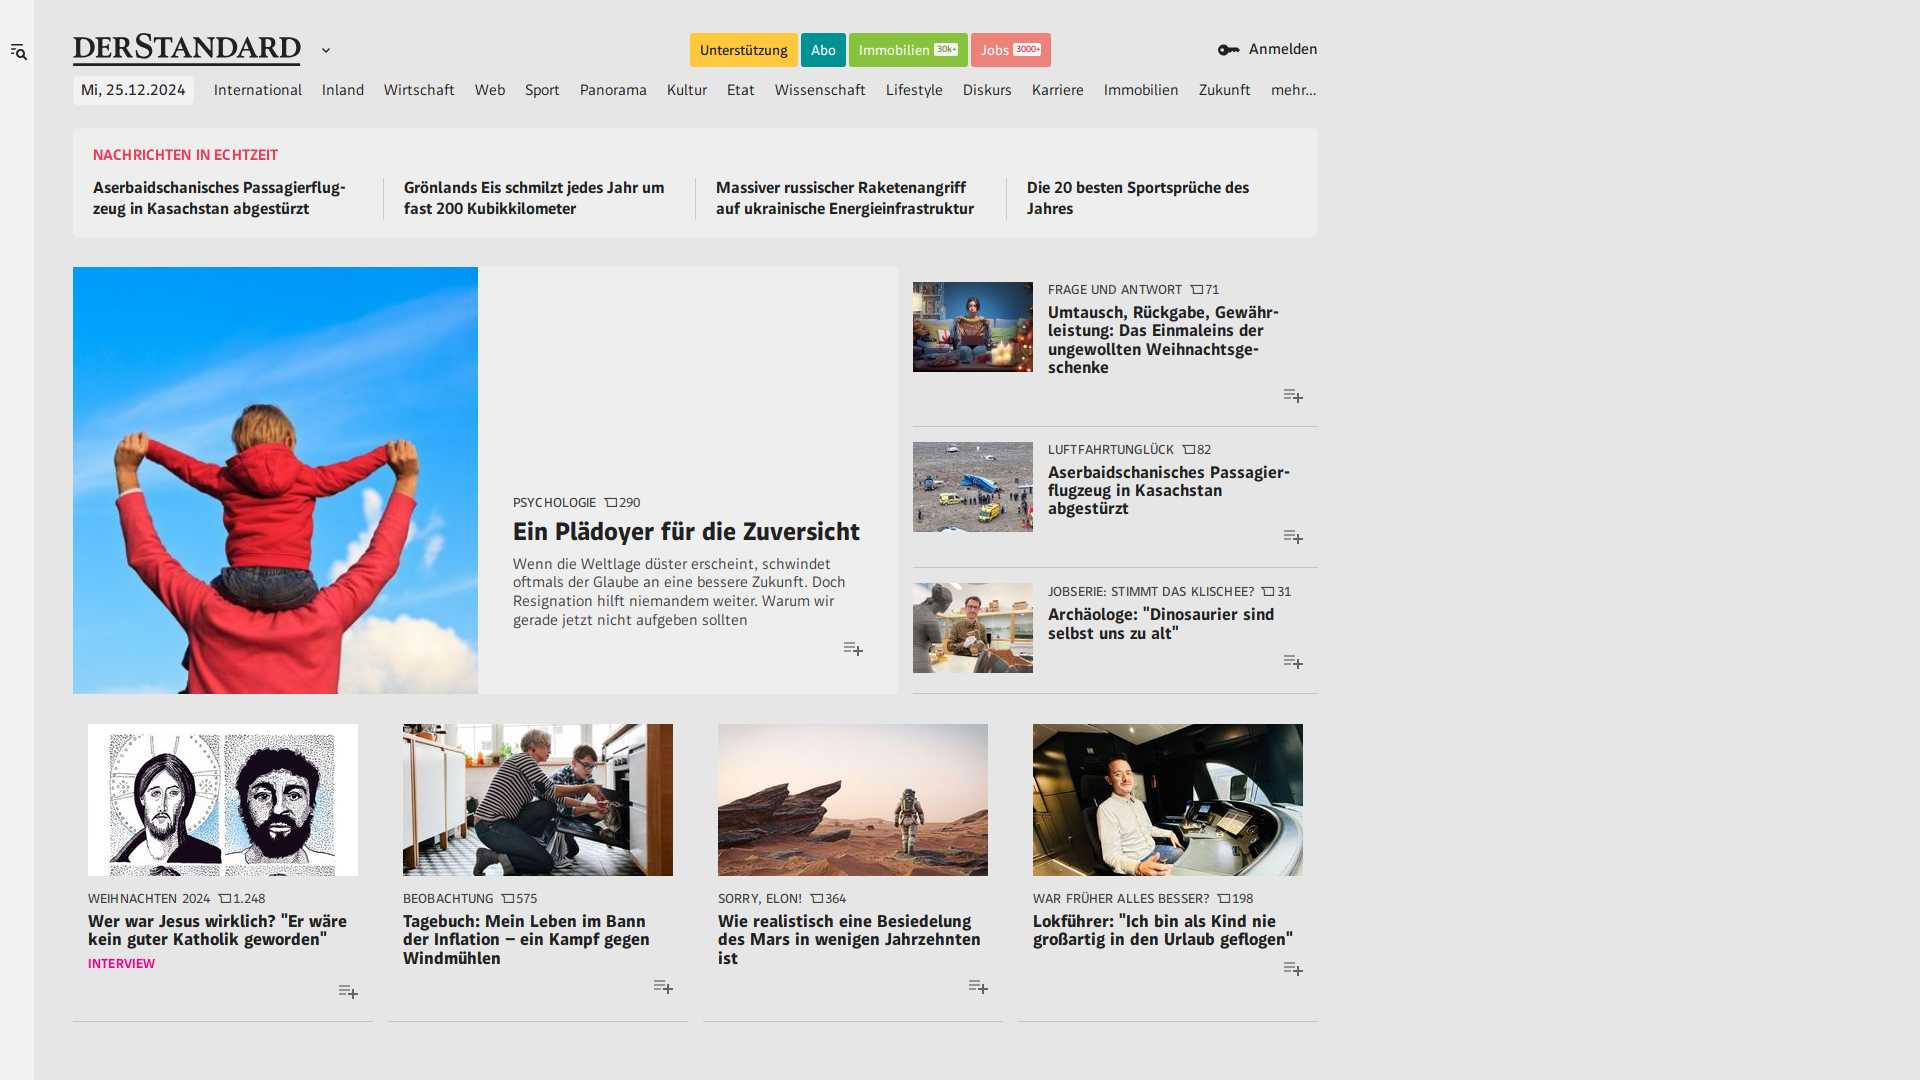 DERSTANDARD
Unterstützung Abo Immobilien 30k+ Jobs 3000+
Anmelden
Mi, 25.12.2024 International Inland Wirtschaft Web Sport Panorama Kultur Etat Wissenschaft Lifestyle Diskurs Karriere Immobilien Zukunft mehr...
NACHRICHTEN IN ECHTZEIT
Aserbaidschanisches Passagierflug-
zeug in Kasachstan abgestürzt
Grönlands Eis schmilzt jedes Jahr um
fast 200 Kubikkilometer
Massiver russischer Raketenangriff
auf ukrainische Energieinfrastruktur
Die 20 besten Sportsprüche des
Jahres
PSYCHOLOGIE 290
Ein Plädoyer für die Zuversicht
Wenn die Weltlage düster erscheint, schwindet
oftmals der Glaube an eine bessere Zukunft. Doch
Resignation hilft niemandem weiter. Warum wir
gerade jetzt nicht aufgeben sollten
FRAGE UND ANTWORT 71
Umtausch, Rückgabe, Gewähr-
leistung: Das Einmaleins der
ungewollten Weihnachtsge-
schenke
LUFTFAHRTUNGLÜCK 82
Aserbaidschanisches Passagier-
flugzeug in Kasachstan
abgestürzt
JOBSERIE: STIMMT DAS KLISCHEE? 31
Archäologe: "Dinosaurier sind
selbst uns zu alt"
WEIHNACHTEN 2024 1.248
Wer war Jesus wirklich? "Er wäre
kein guter Katholik geworden"
INTERVIEW
BEOBACHTUNG 575
Tagebuch: Mein Leben im Bann
der Inflation – ein Kampf gegen
Windmühlen
SORRY, ELON! 364
Wie realistisch eine Besiedelung
des Mars in wenigen Jahrzehnten
ist
WAR FRÜHER ALLES BESSER? 198
Lokführer: "Ich bin als Kind nie
großartig in den Urlaub geflogen"